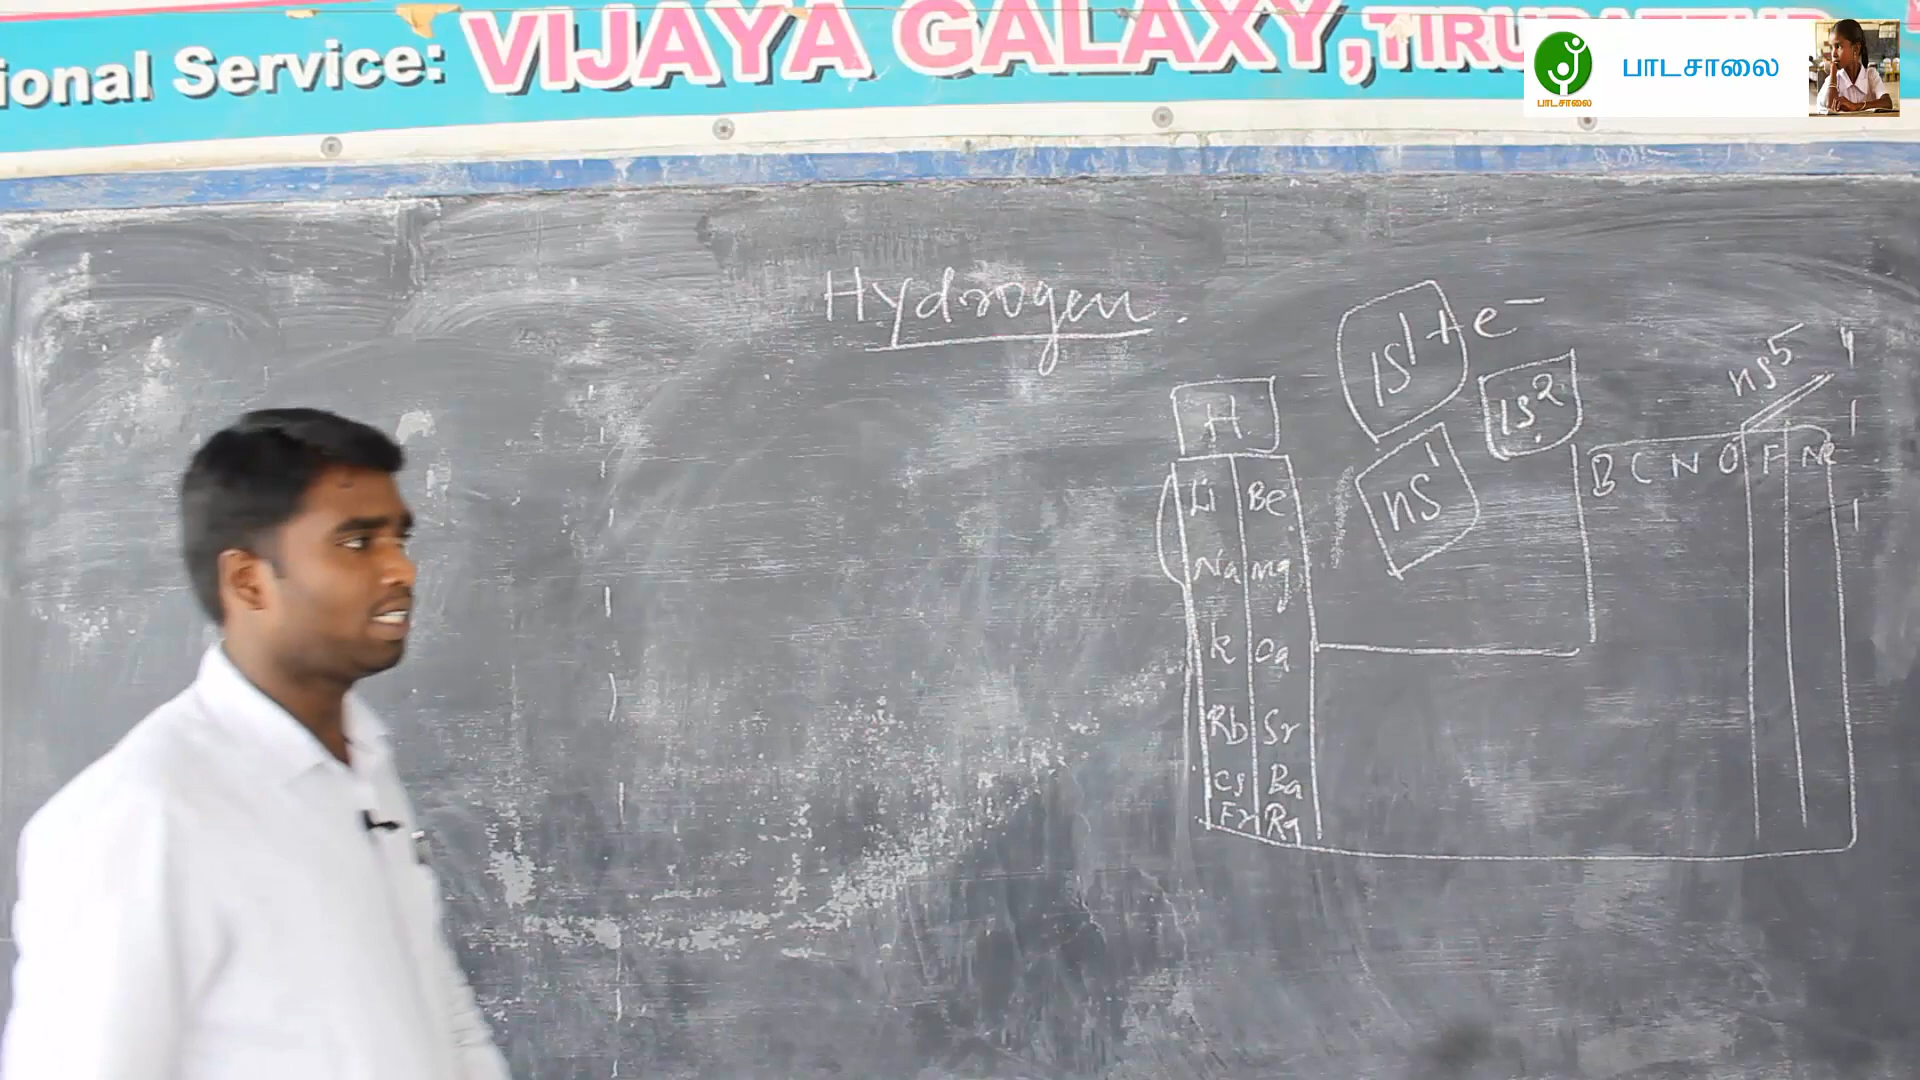 ional Service: VIJAYA GALAXY,
பாடசாலை
பாடசாலை
Hydrogen.
1s¹ + e⁻
1s²
ns¹
ns⁵
H
Li Be
Na Mg
K Ca
Rb Sr
Cs Ba
Fr Ra
B C N O F Ne